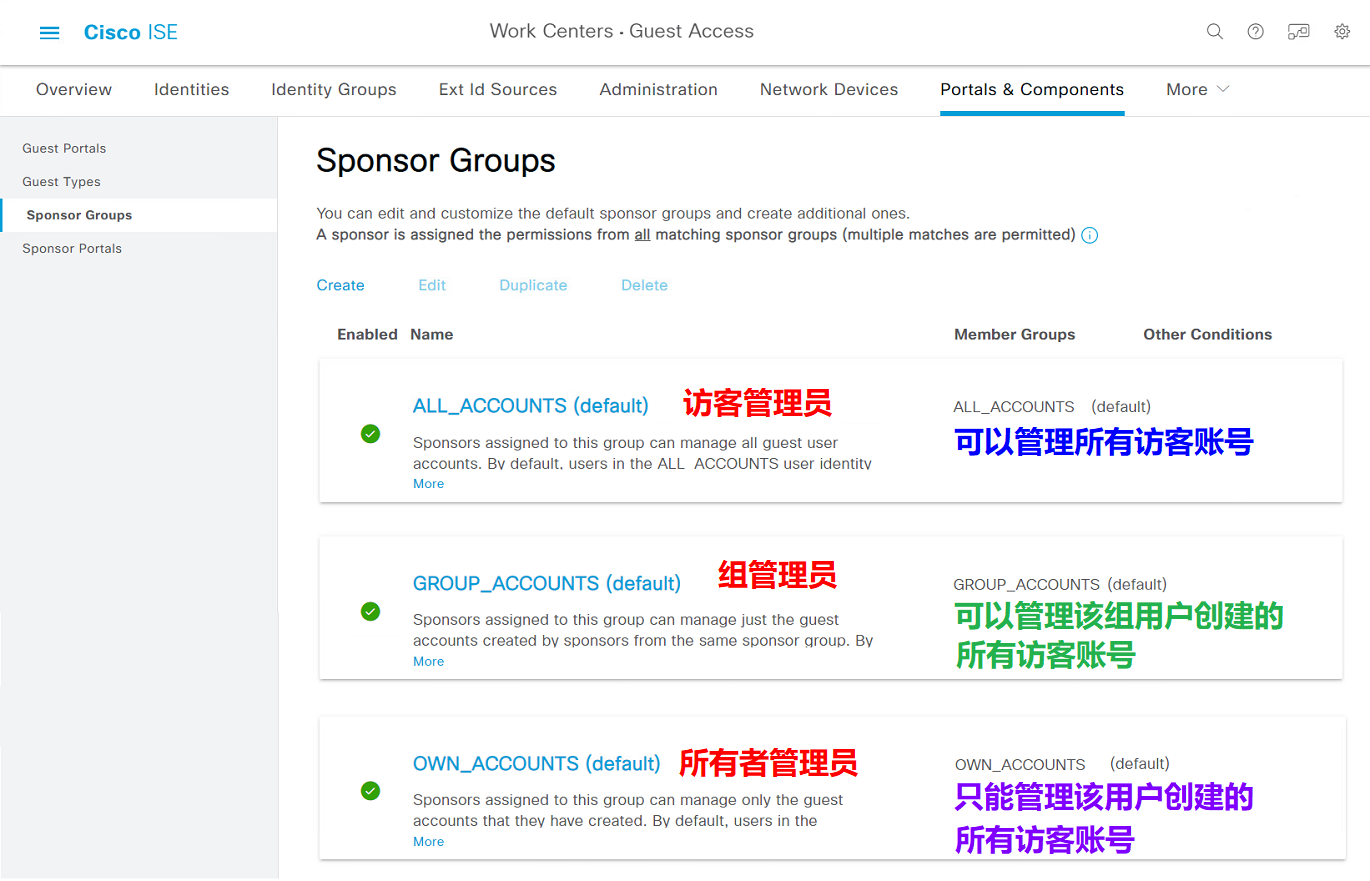 Cisco ISE
Work Centers · Guest Access
Overview Identities Identity Groups Ext Id Sources Administration Network Devices Portals & Components More
Guest Portals
Guest Types
Sponsor Groups
Sponsor Portals
Sponsor Groups
You can edit and customize the default sponsor groups and create additional ones.
A sponsor is assigned the permissions from all matching sponsor groups (multiple matches are permitted)
Create Edit Duplicate Delete
Enabled Name Member Groups Other Conditions
ALL_ACCOUNTS (default) 访客管理员
Sponsors assigned to this group can manage all guest user
accounts. By default, users in the ALL_ACCOUNTS user identity
More
ALL_ACCOUNTS (default)
可以管理所有访客账号
GROUP_ACCOUNTS (default) 组管理员
Sponsors assigned to this group can manage just the guest
accounts created by sponsors from the same sponsor group. By
More
GROUP_ACCOUNTS (default)
可以管理该组用户创建的
所有访客账号
OWN_ACCOUNTS (default) 所有者管理员
Sponsors assigned to this group can manage only the guest
accounts that they have created. By default, users in the
More
OWN_ACCOUNTS (default)
只能管理该用户创建的
所有访客账号